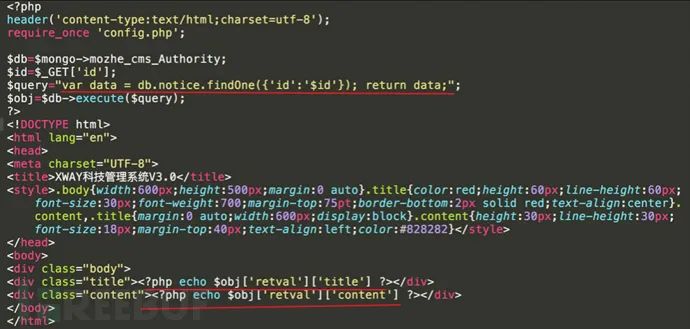 <?php
header('content-type:text/html;charset=utf-8');
require_once 'config.php';
$db=$mongo->mozhe_cms_Authority;
$id=$_GET['id'];
$query="var data = db.notice.findOne({'id':'$id'}); return data;";
$obj=$db->execute($query);
?>
<!DOCTYPE html>
<html lang="en">
<head>
<meta charset="UTF-8">
<title>XWAY科技管理系统V3.0</title>
<style>.body{width:600px;height:500px;margin:0 auto}.title{color:red;height:60px;line-height:60px;
font-size:30px;font-weight:700;margin-top:75pt;border-bottom:2px solid red;text-align:center}.
content,.title{margin:0 auto;width:600px;display:block}.content{height:30px;line-height:30px;
font-size:18px;margin-top:40px;text-align:left;color:#828282}</style>
</head>
<body>
<div class="body">
<div class="title"><?php echo $obj['retval']['title'] ?></div>
<div class="content"><?php echo $obj['retval']['content'] ?></div>
</body>
</html>